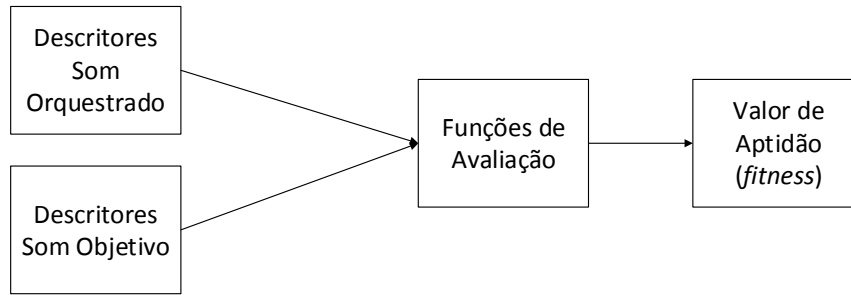 Descritores
Som
Orquestrado
Descritores
Som Objetivo
Funções de
Avaliação
Valor de
Aptidão
(fitness)